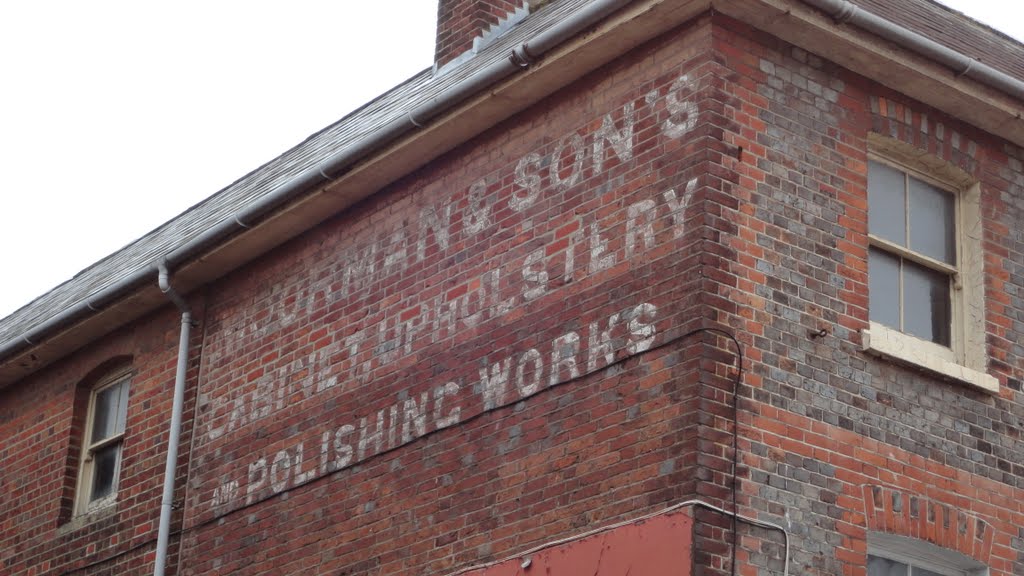 & SON'S
CABINET UPHOLSTERY
AND POLISHING WORKS